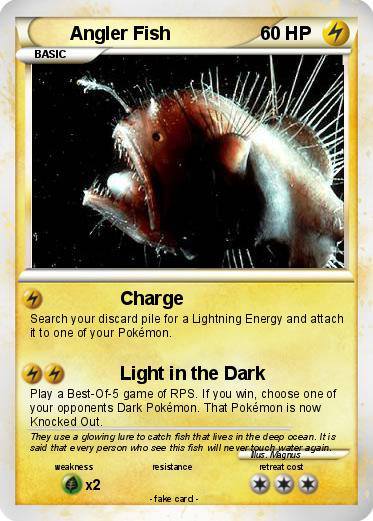 Angler Fish 60 HP
BASIC
Charge
Search your discard pile for a Lightning Energy and attach
it to one of your Pokémon.
Light in the Dark
Play a Best-Of-5 game of RPS. If you win, choose one of
your opponents Dark Pokémon. That Pokémon is now
Knocked Out.
They use a glowing lure to catch fish that lives in the deep ocean. It is
said that every person who see this fish will never touch water again.
Illus. Magnus
weakness resistance retreat cost
x2
- fake card -